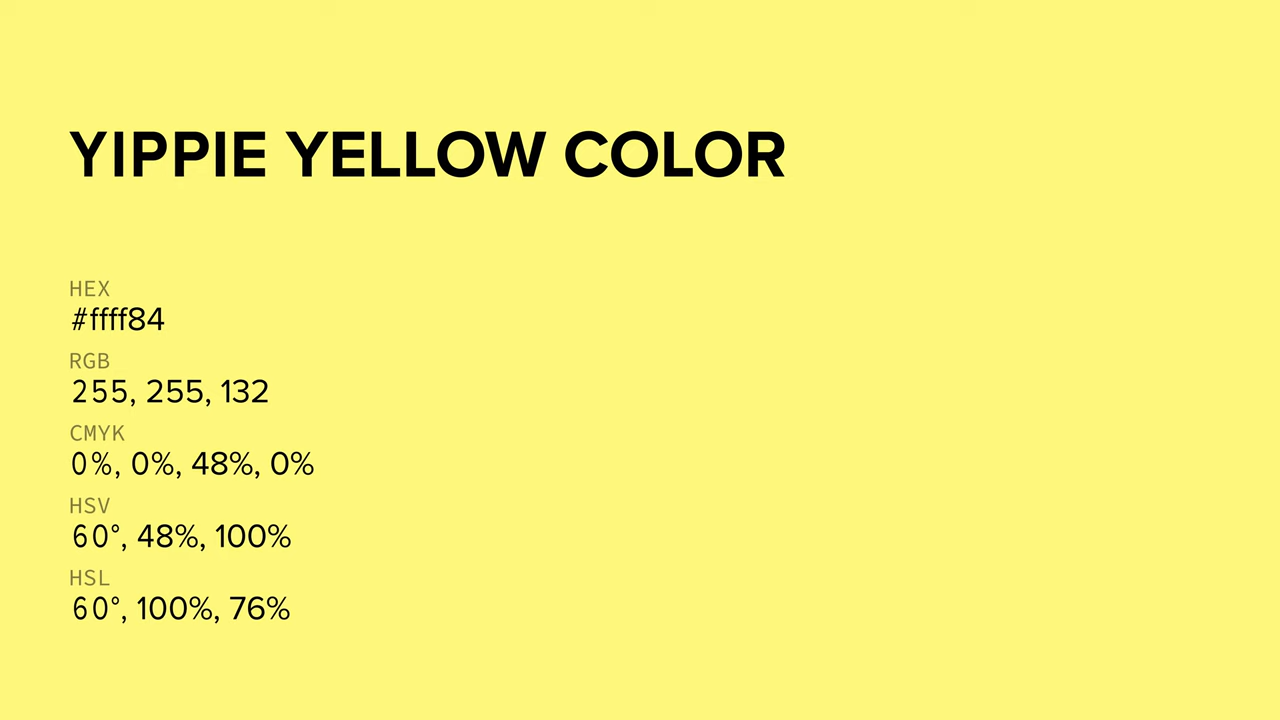 YIPPIE YELLOW COLOR
HEX
#ffff84
RGB
255, 255, 132
CMYK
0%, 0%, 48%, 0%
HSV
60°, 48%, 100%
HSL
60°, 100%, 76%